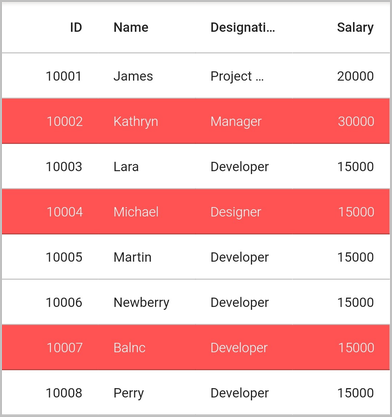 ID Name Designati... Salary
10001 James Project ... 20000
10002 Kathryn Manager 30000
10003 Lara Developer 15000
10004 Michael Designer 15000
10005 Martin Developer 15000
10006 Newberry Developer 15000
10007 Balnc Developer 15000
10008 Perry Developer 15000